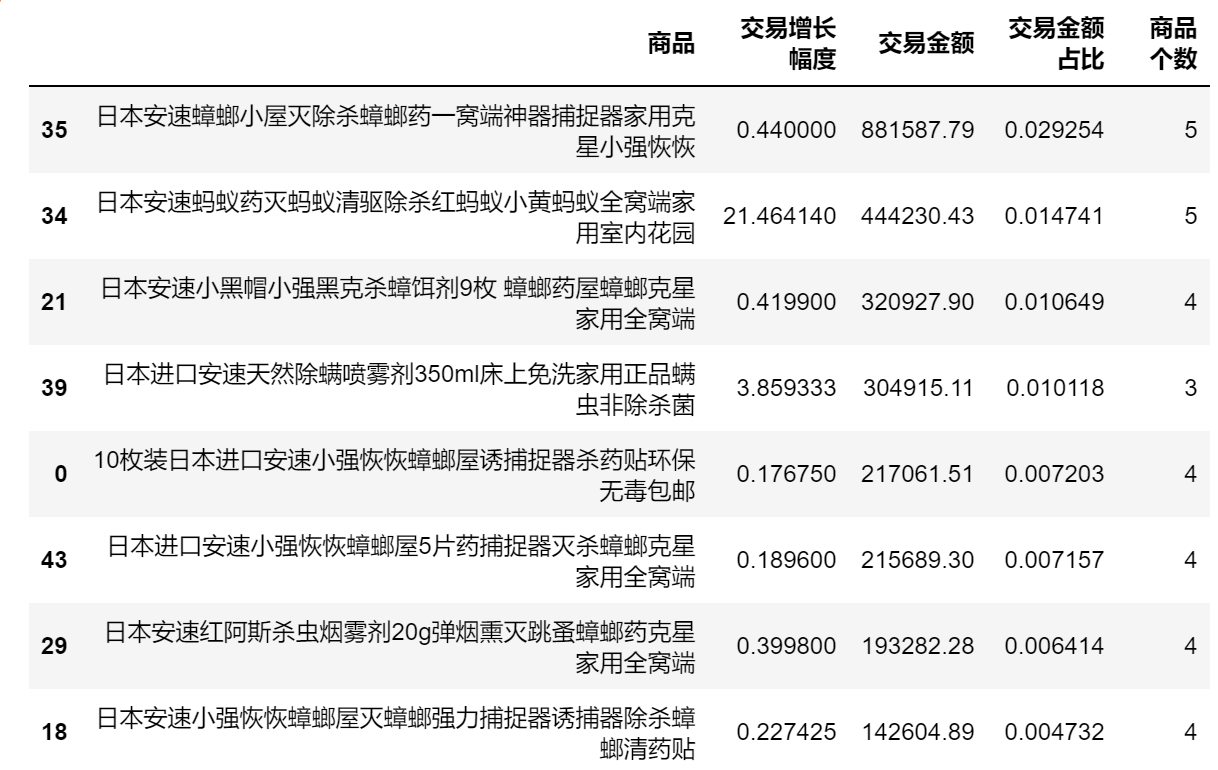 商品 交易增长幅度 交易金额 交易金额占比 商品个数
35 日本安速蟑螂小屋灭除杀蟑螂药一窝端神器捕捉器家用克
星小强恢恢 0.440000 881587.79 0.029254 5
34 日本安速蚂蚁药灭蚂蚁清驱除杀红蚂蚁小黄蚂蚁全窝端家
用室内花园 21.464140 444230.43 0.014741 5
21 日本安速小黑帽小强黑克杀蟑饵剂9枚 蟑螂药屋蟑螂克星
家用全窝端 0.419900 320927.90 0.010649 4
39 日本进口安速天然除螨喷雾剂350ml床上免洗家用正品螨
虫非除杀菌 3.859333 304915.11 0.010118 3
0 10枚装日本进口安速小强恢恢蟑螂屋诱捕捉器杀药贴环保
无毒包邮 0.176750 217061.51 0.007203 4
43 日本进口安速小强恢恢蟑螂屋5片药捕捉器灭杀蟑螂克星
家用全窝端 0.189600 215689.30 0.007157 4
29 日本安速红阿斯杀虫烟雾剂20g弹烟熏灭跳蚤蟑螂药克星
家用全窝端 0.399800 193282.28 0.006414 4
18 日本安速小强恢恢蟑螂屋灭蟑螂强力捕捉器诱捕器除杀蟑
螂清药贴 0.227425 142604.89 0.004732 4